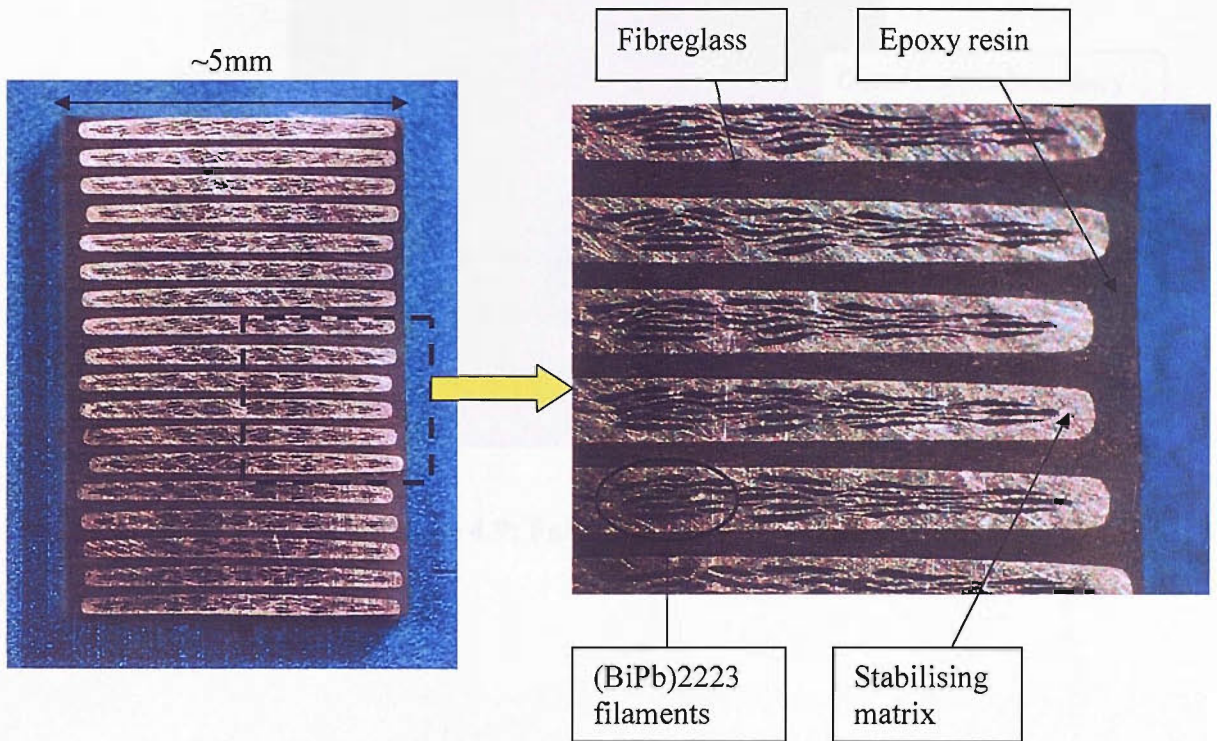 Fibreglass
Epoxy resin
~5mm
(BiPb)2223
filaments
Stabilising
matrix